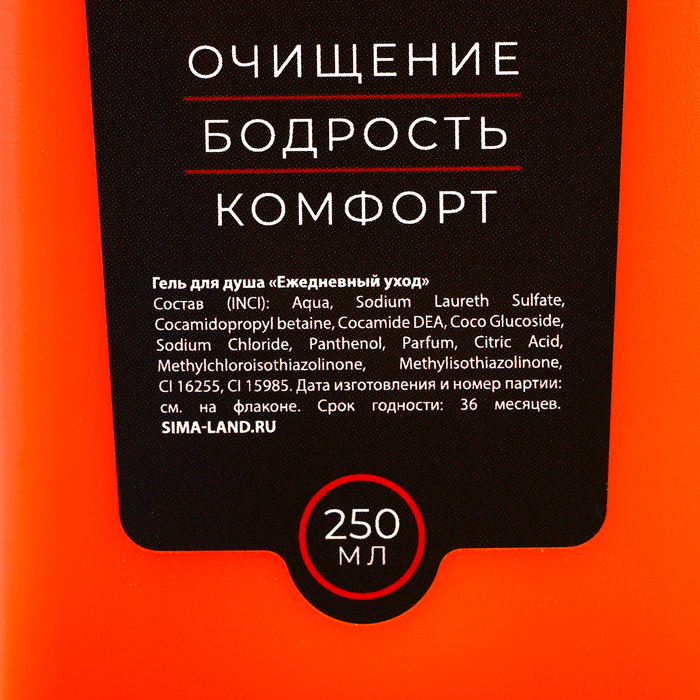 ОЧИЩЕНИЕ
БОДРОСТЬ
КОМФОРТ
Гель для душа «Ежедневный уход»
Состав (INCI): Aqua, Sodium Laureth Sulfate,
Cocamidopropyl betaine, Cocamide DEA, Coco Glucoside,
Sodium Chloride, Panthenol, Parfum, Citric Acid,
Methylchloroisothiazolinone, Methylisothiazolinone,
CI 16255, CI 15985. Дата изготовления и номер партии:
см. на флаконе. Срок годности: 36 месяцев.
SIMA-LAND.RU
250
МЛ